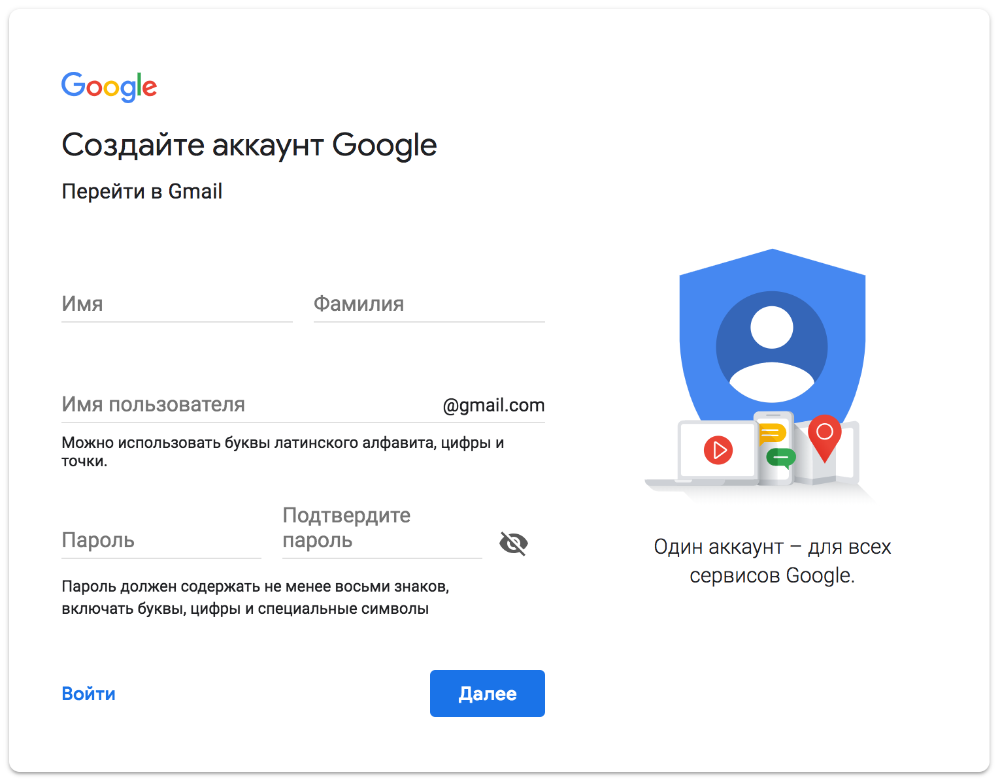 Google
Создайте аккаунт Google
Перейти в Gmail
Имя
Фамилия
Имя пользователя
@gmail.com
Можно использовать буквы латинского алфавита, цифры и
точки.
Пароль
Подтвердите
пароль
Пароль должен содержать не менее восьми знаков,
включать буквы, цифры и специальные символы
Войти
Далее
Один аккаунт – для всех
сервисов Google.